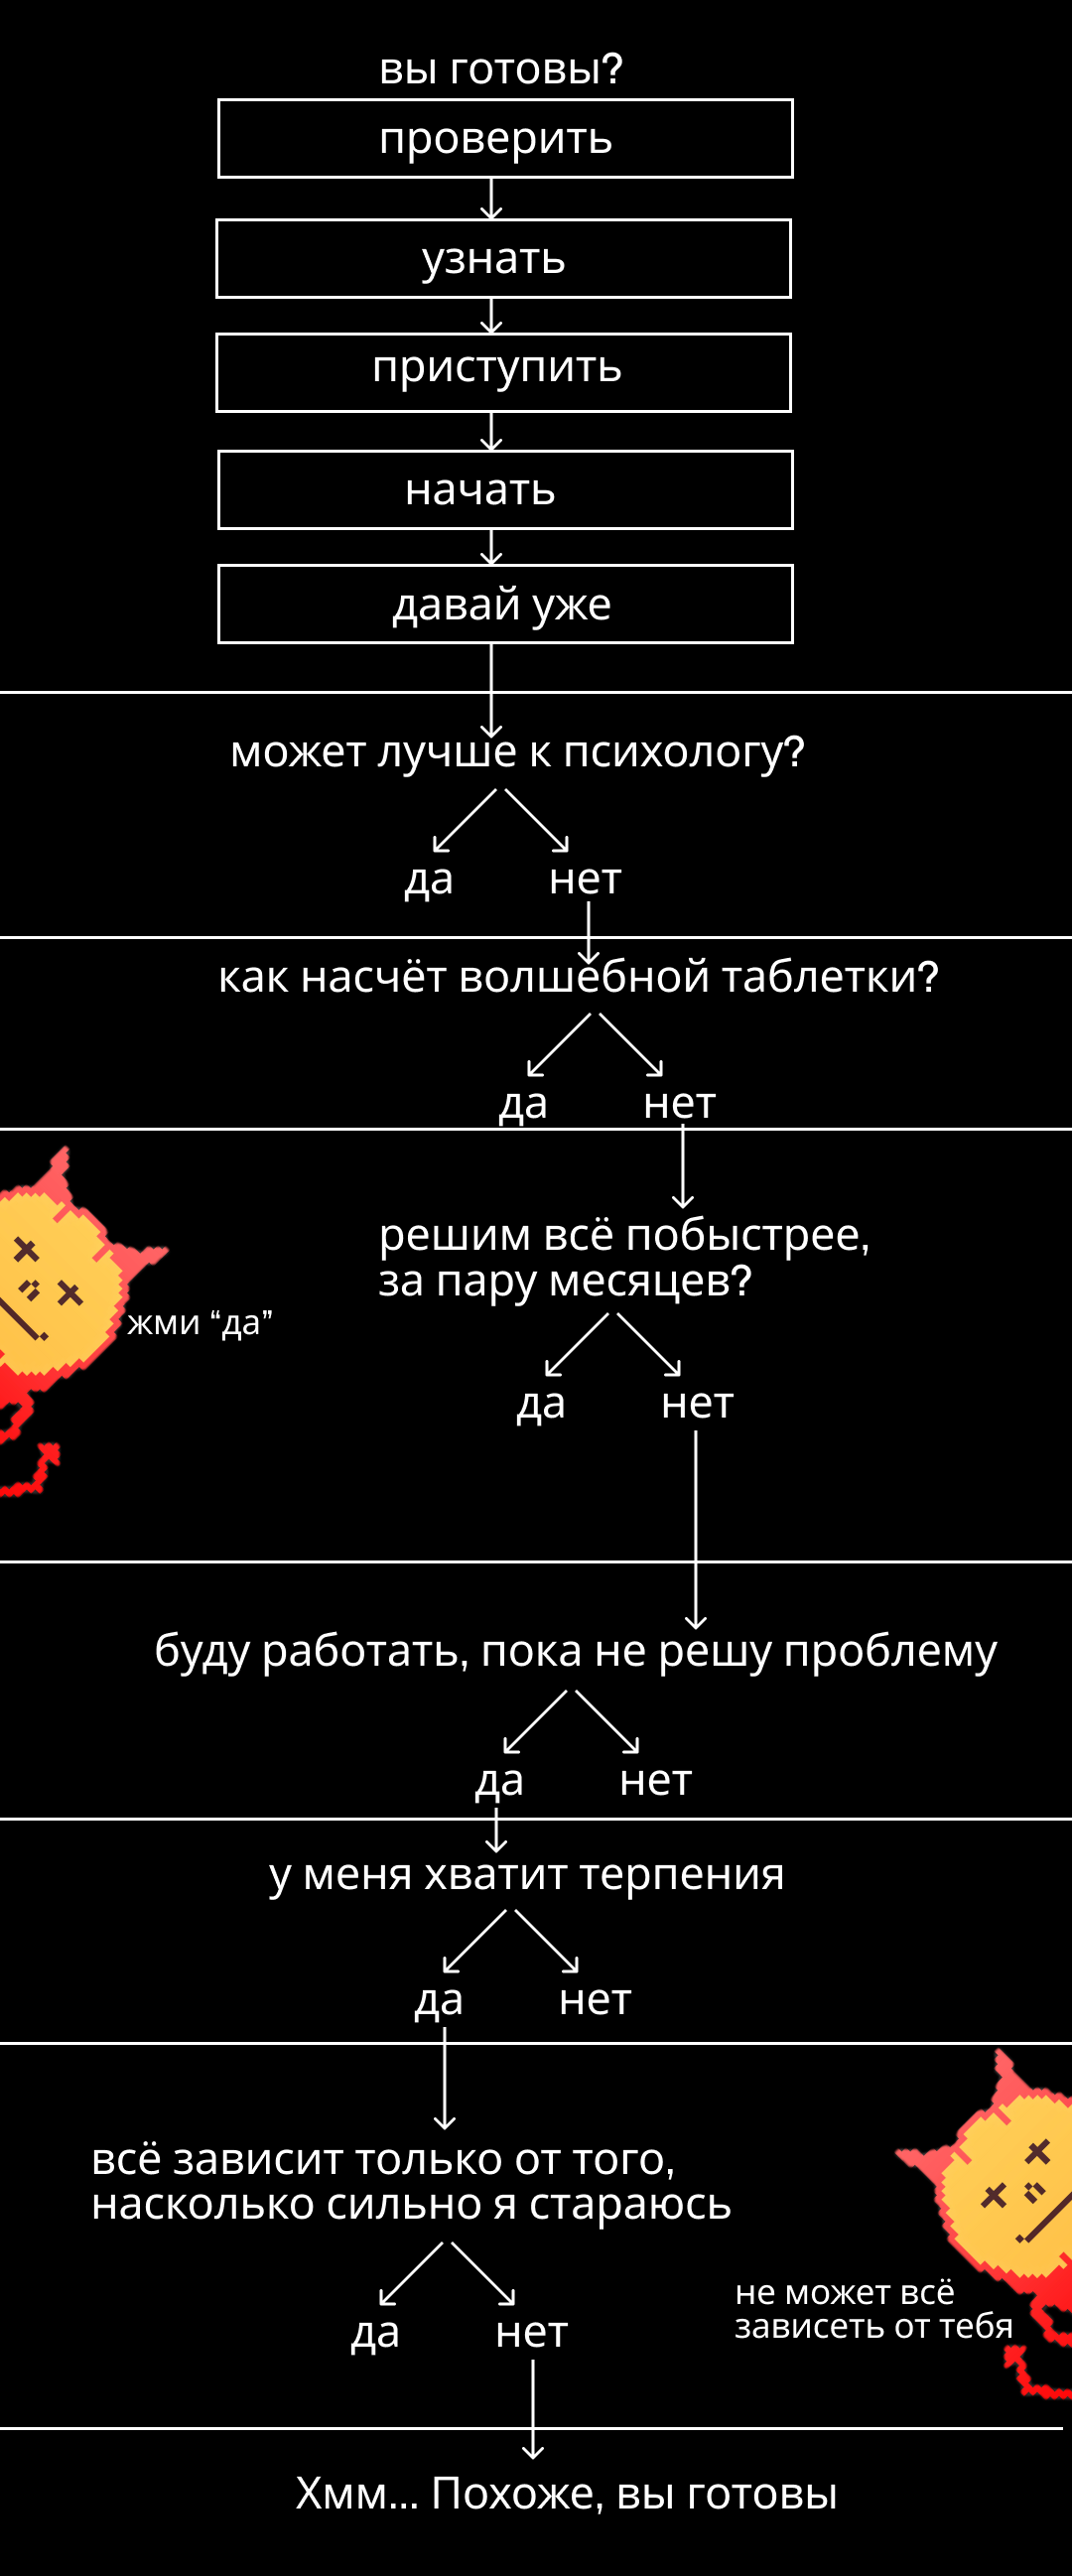 вы готовы?
проверить
узнать
приступить
начать
давай уже
может лучше к психологу?
да нет
как насчёт волшебной таблетки?
да нет
решим всё побыстрее,
за пару месяцев?
жми “да”
да нет
буду работать, пока не решу проблему
да нет
у меня хватит терпения
да нет
всё зависит только от того,
насколько сильно я стараюсь
да нет
не может всё
зависеть от тебя
Хмм... Похоже, вы готовы